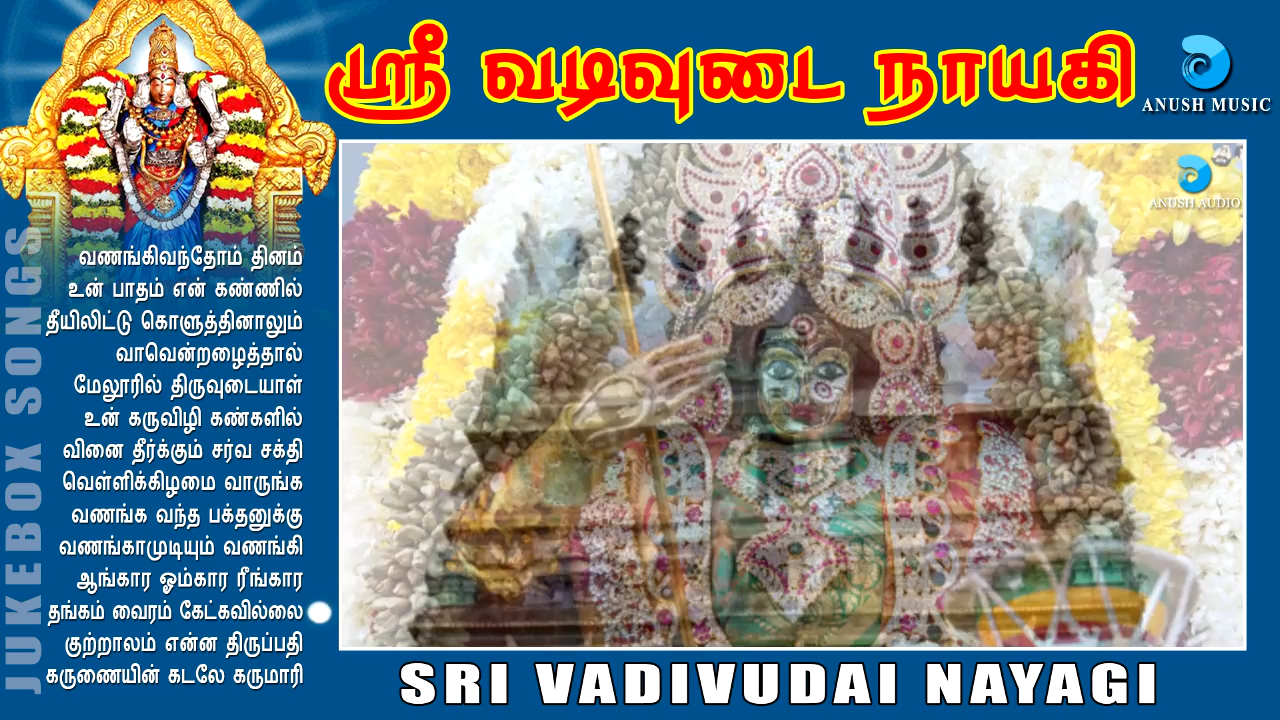 ஸ்ரீ வடிவுடை நாயகி
ANUSH MUSIC
ANUSH AUDIO
JUKEBOX SONGS
வணங்கிவந்தோம் தினம்
உன் பாதம் என் கண்ணில்
தீயிலிட்டு கொளுத்தினாலும்
வாவென்றழைத்தால்
மேலூரில் திருவுடையாள்
உன் கருவிழி கண்களில்
வினை தீர்க்கும் சர்வ சக்தி
வெள்ளிக்கிழமை வாருங்க
வணங்க வந்த பக்தனுக்கு
வணங்காமுடியும் வணங்கி
ஆங்கார ஓம்கார ரீங்கார
தங்கம் வைரம் கேட்கவில்லை
குற்றாலம் என்ன திருப்பதி
கருணையின் கடலே கருமாரி
SRI VADIVUDAI NAYAGI